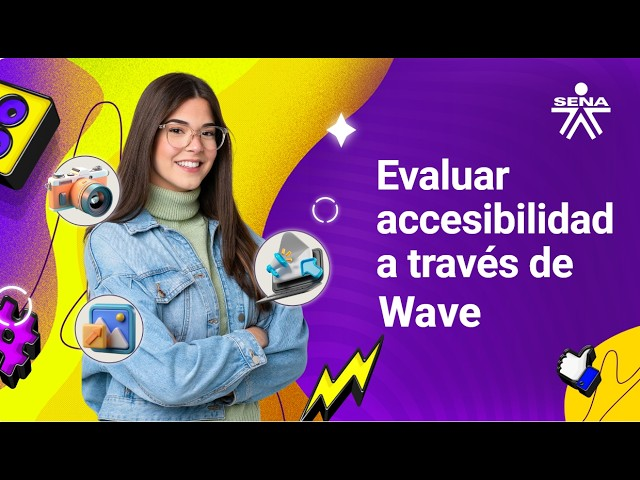 SENA
Evaluar
accesibilidad
a través de
Wave